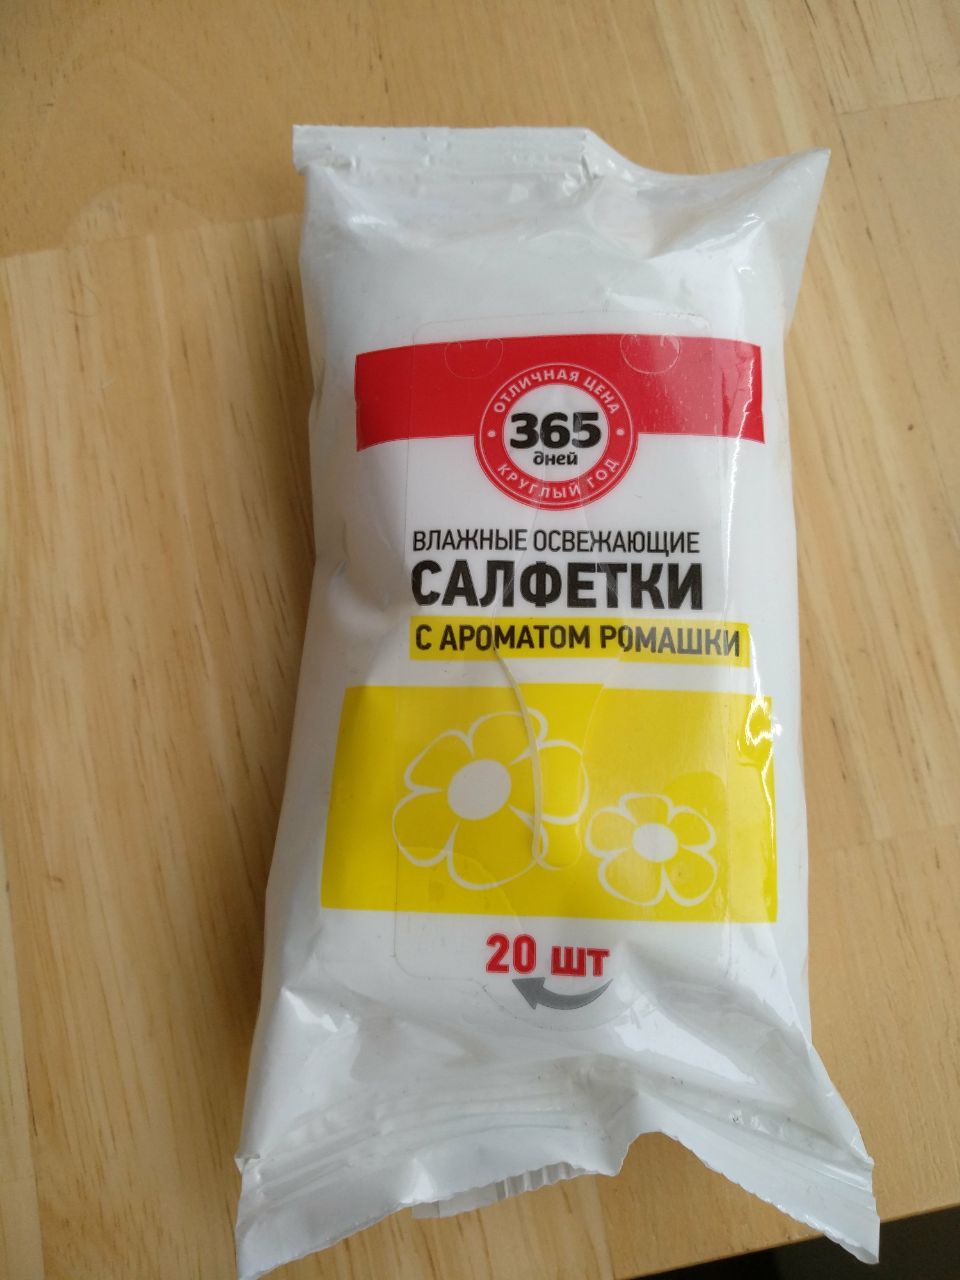 ОТЛИЧНАЯ ЦЕНА
365
дней
КРУГЛЫЙ ГОД
ВЛАЖНЫЕ ОСВЕЖАЮЩИЕ
САЛФЕТКИ
С АРОМАТОМ РОМАШКИ
20 шт